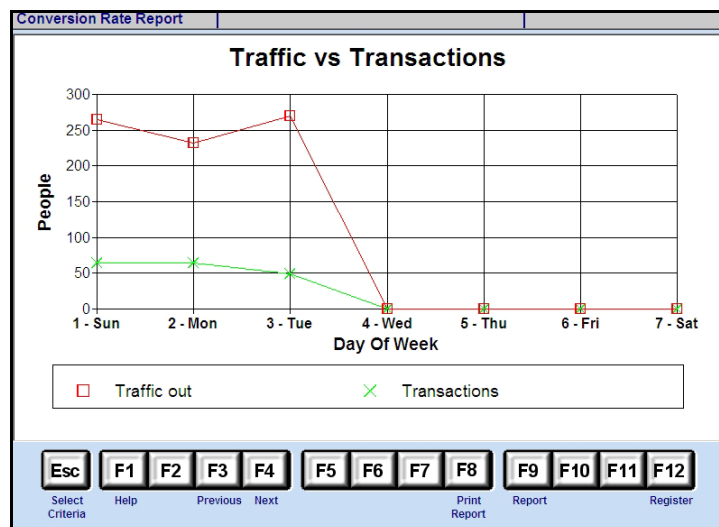 Conversion Rate Report
Traffic vs Transactions
300
250
200
150
100
50
0
People
1 - Sun 2 - Mon 3 - Tue 4 - Wed 5 - Thu 6 - Fri 7 - Sat
Day Of Week
Traffic out Transactions
Esc F1 F2 F3 F4 F5 F6 F7 F8 F9 F10 F11 F12
Select Criteria Help Previous Next Print Report Report Register